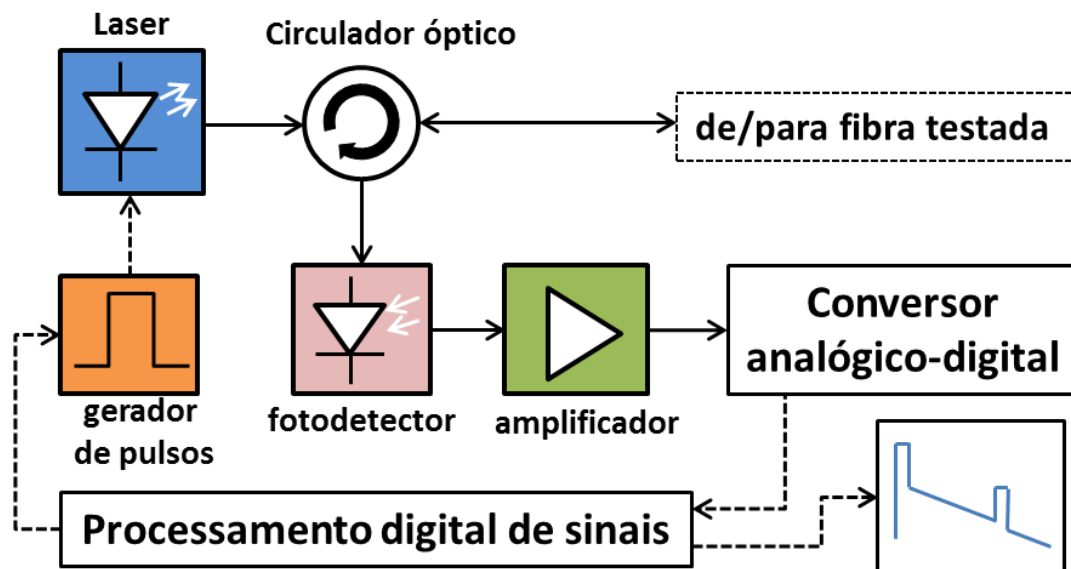 Laser
Circulador óptico
de/para fibra testada
Conversor
analógico-digital
gerador
de pulsos
fotodetector
amplificador
Processamento digital de sinais